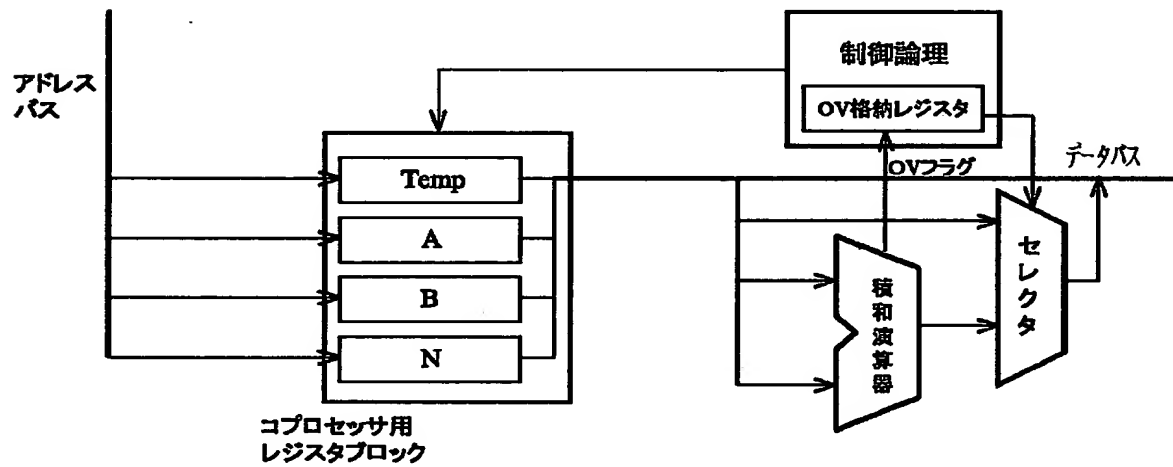 制御論理
アドレス
バス
OV格納レジスタ
OVフラグ
データバス
Temp
A
B
N
積和演算器
セレクタ
コプロセッサ用
レジスタブロック